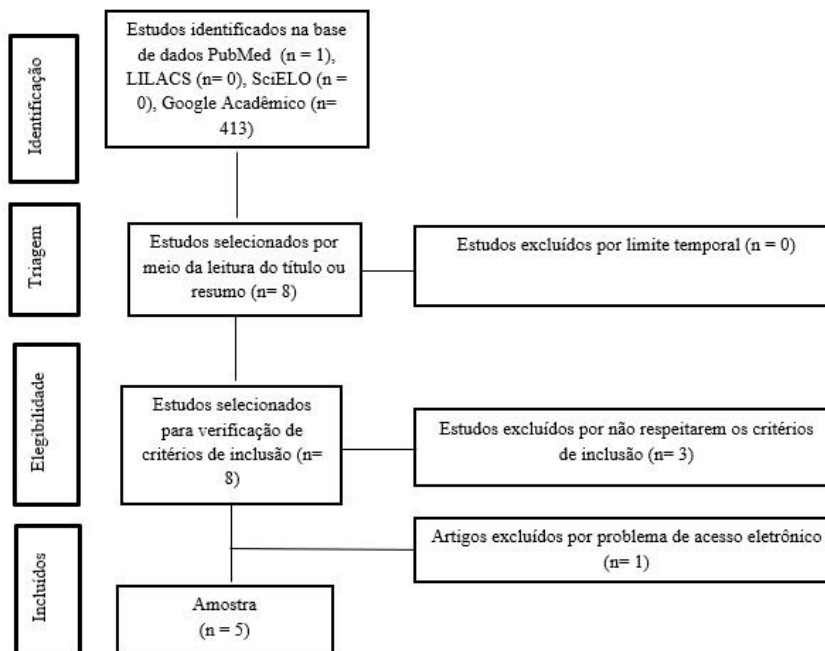 Identificação
Estudos identificados na base
de dados PubMed (n = 1),
LILACS (n= 0), SciELO (n =
0), Google Acadêmico (n=
413)
Triagem
Estudos selecionados por
meio da leitura do título ou
resumo (n= 8)
Estudos excluídos por limite temporal (n = 0)
Elegibilidade
Estudos selecionados
para verificação de
critérios de inclusão (n=
8)
Estudos excluídos por não respeitarem os critérios
de inclusão (n= 3)
Incluídos
Artigos excluídos por problema de acesso eletrônico
(n= 1)
Amostra
(n = 5)